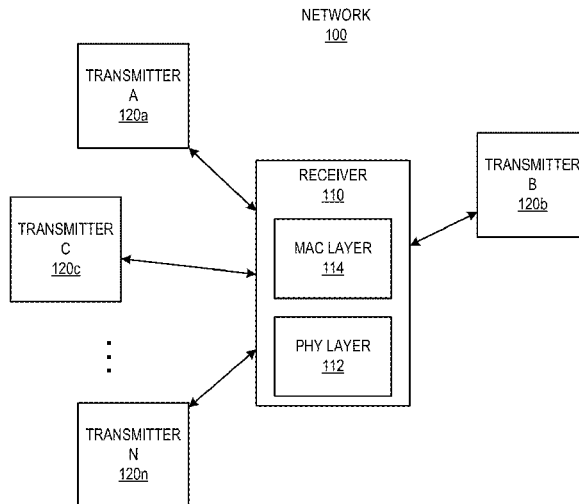 NETWORK
100
TRANSMITTER
A
120a
RECEIVER
110
TRANSMITTER
B
120b
TRANSMITTER
C
120c
MAC LAYER
114
PHY LAYER
112
TRANSMITTER
N
120n